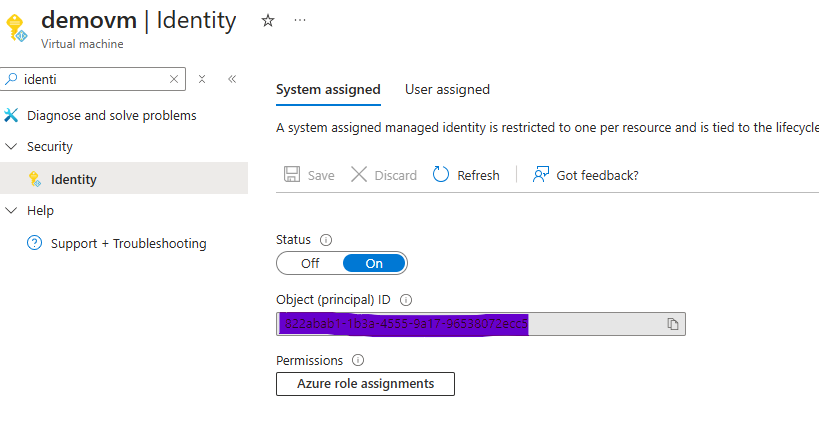 demovm | Identity
Virtual machine
identi
Diagnose and solve problems
Security
Identity
Help
Support + Troubleshooting
System assigned
User assigned
A system assigned managed identity is restricted to one per resource and is tied to the lifecycle
Save
Discard
Refresh
Got feedback?
Status
Off
On
Object (principal) ID
Permissions
Azure role assignments